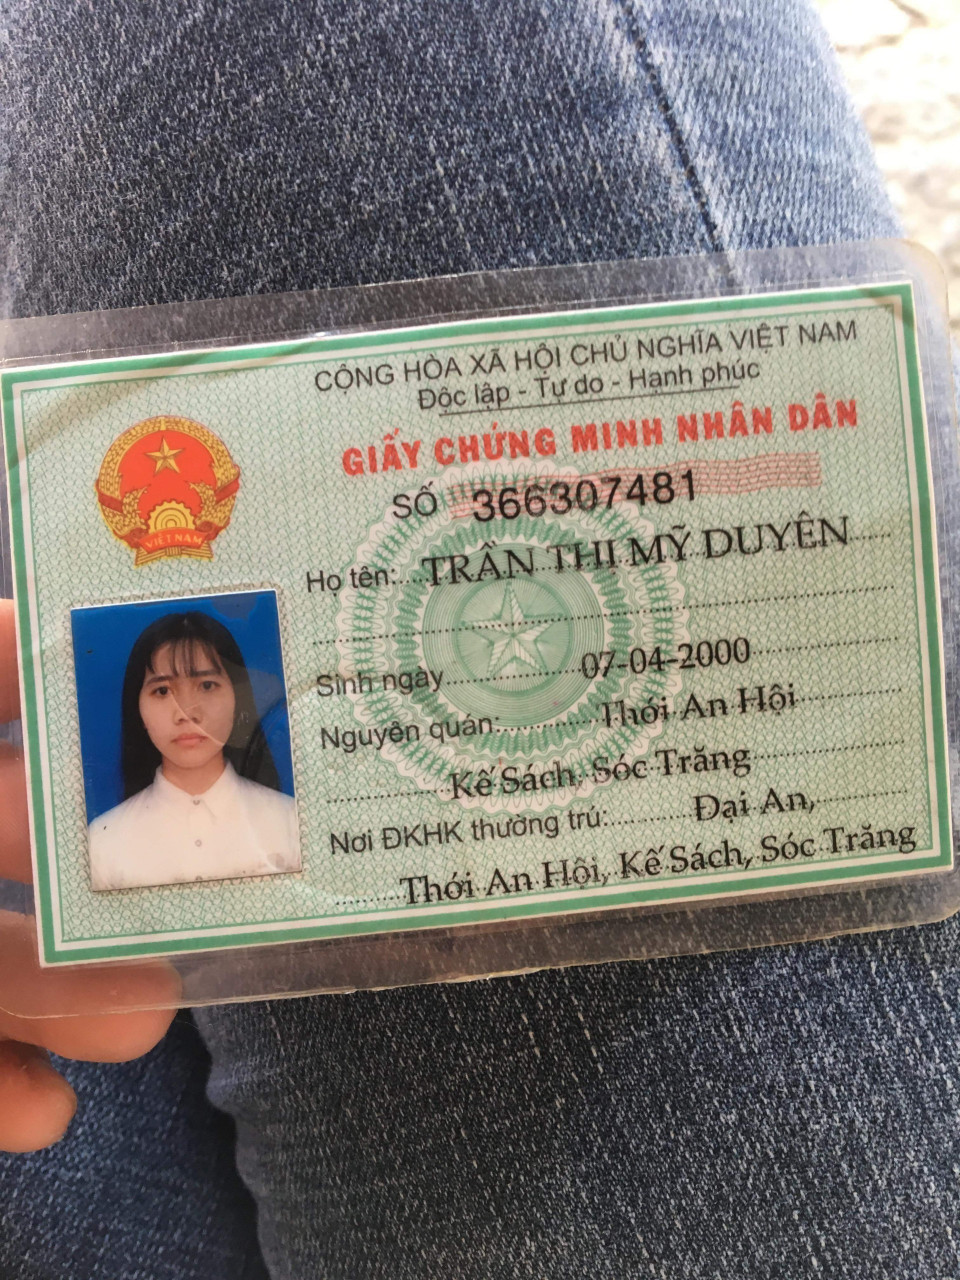 CỘNG HÒA XÃ HỘI CHỦ NGHĨA VIỆT NAM
Độc lập - Tự do - Hạnh phúc
GIẤY CHỨNG MINH NHÂN DÂN
SỐ 366307481
Họ tên: TRẦN THỊ MỸ DUYÊN
Sinh ngày 07-04-2000
Nguyên quán: Thới An Hội
Kế Sách, Sóc Trăng
Nơi ĐKHK thường trú: Đại An,
Thới An Hội, Kế Sách, Sóc Trăng
VIỆT NAM